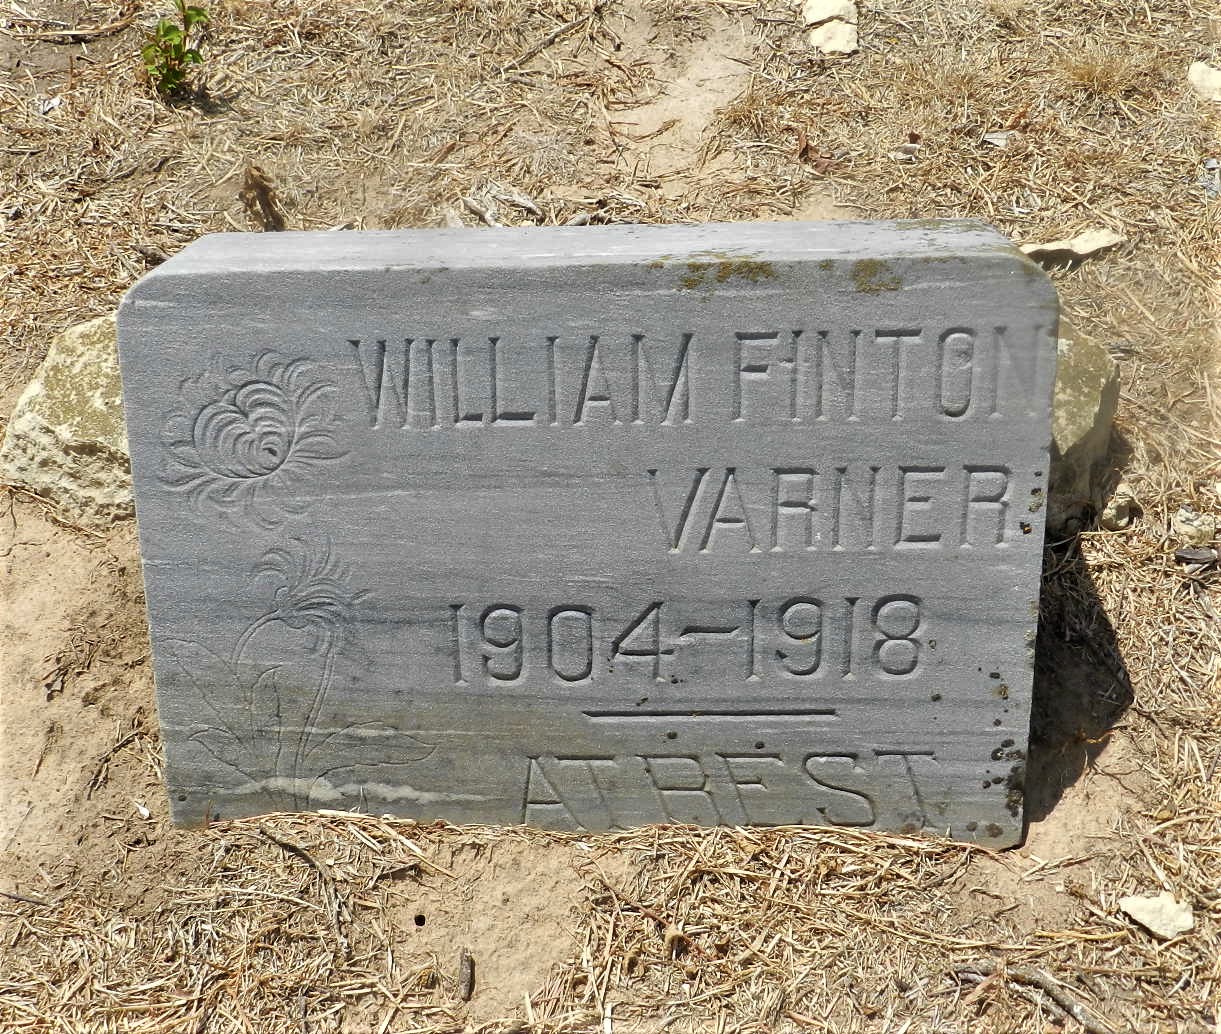 WILLIAM FINTON
VARNER
1904-1918
AT REST